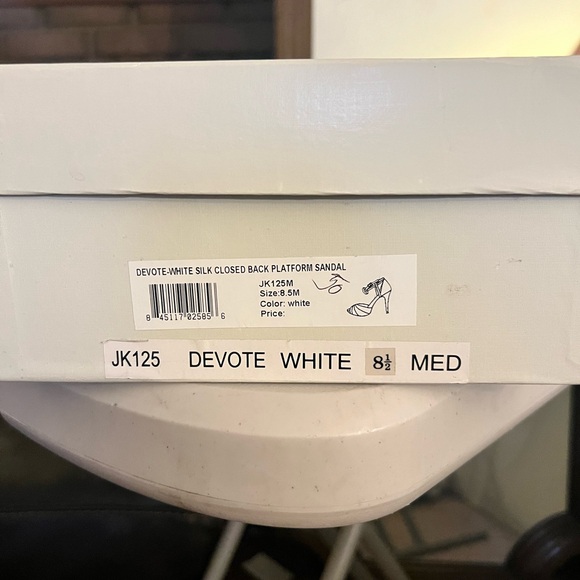 DEVOTE-WHITE SILK CLOSED BACK PLATFORM SANDAL
JK125M
Size:8.5M
Color: white
Price:
8 45117 02585 6
JK125 DEVOTE WHITE 8½ MED